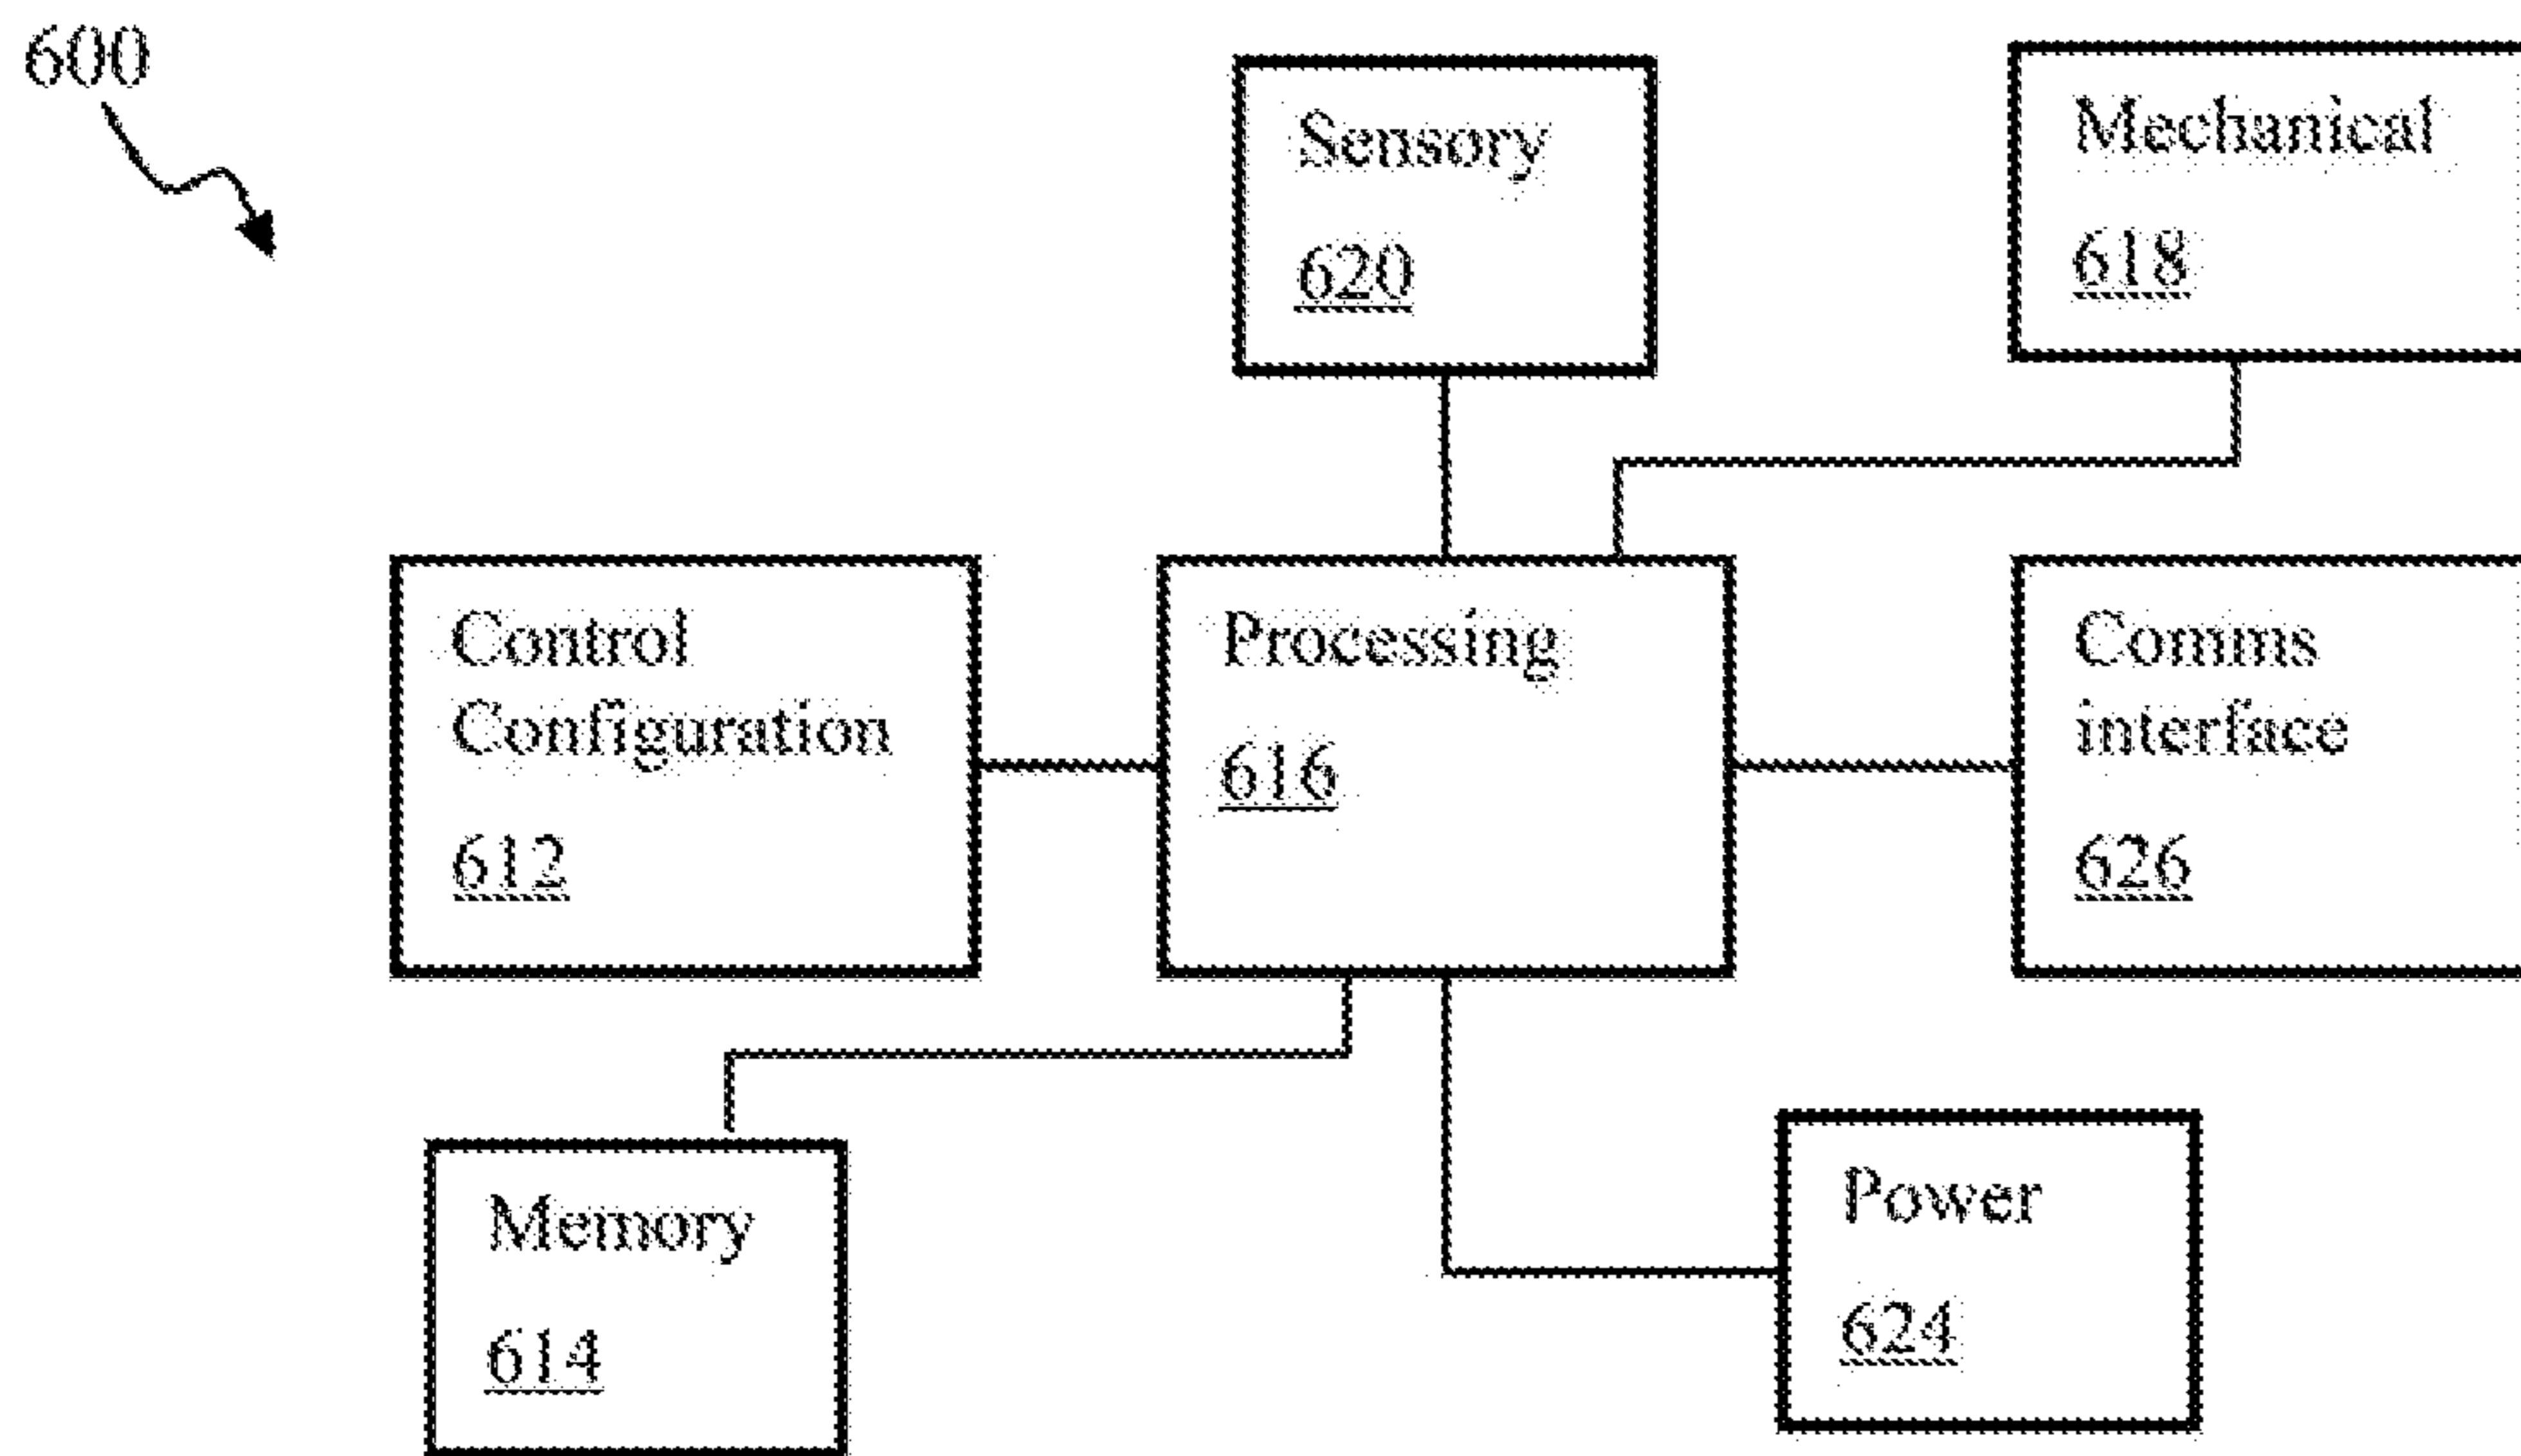 600
Sensory
620
Mechanical
618
Control
Configuration
612
Processing
616
Comms
interface
626
Memory
614
Power
624